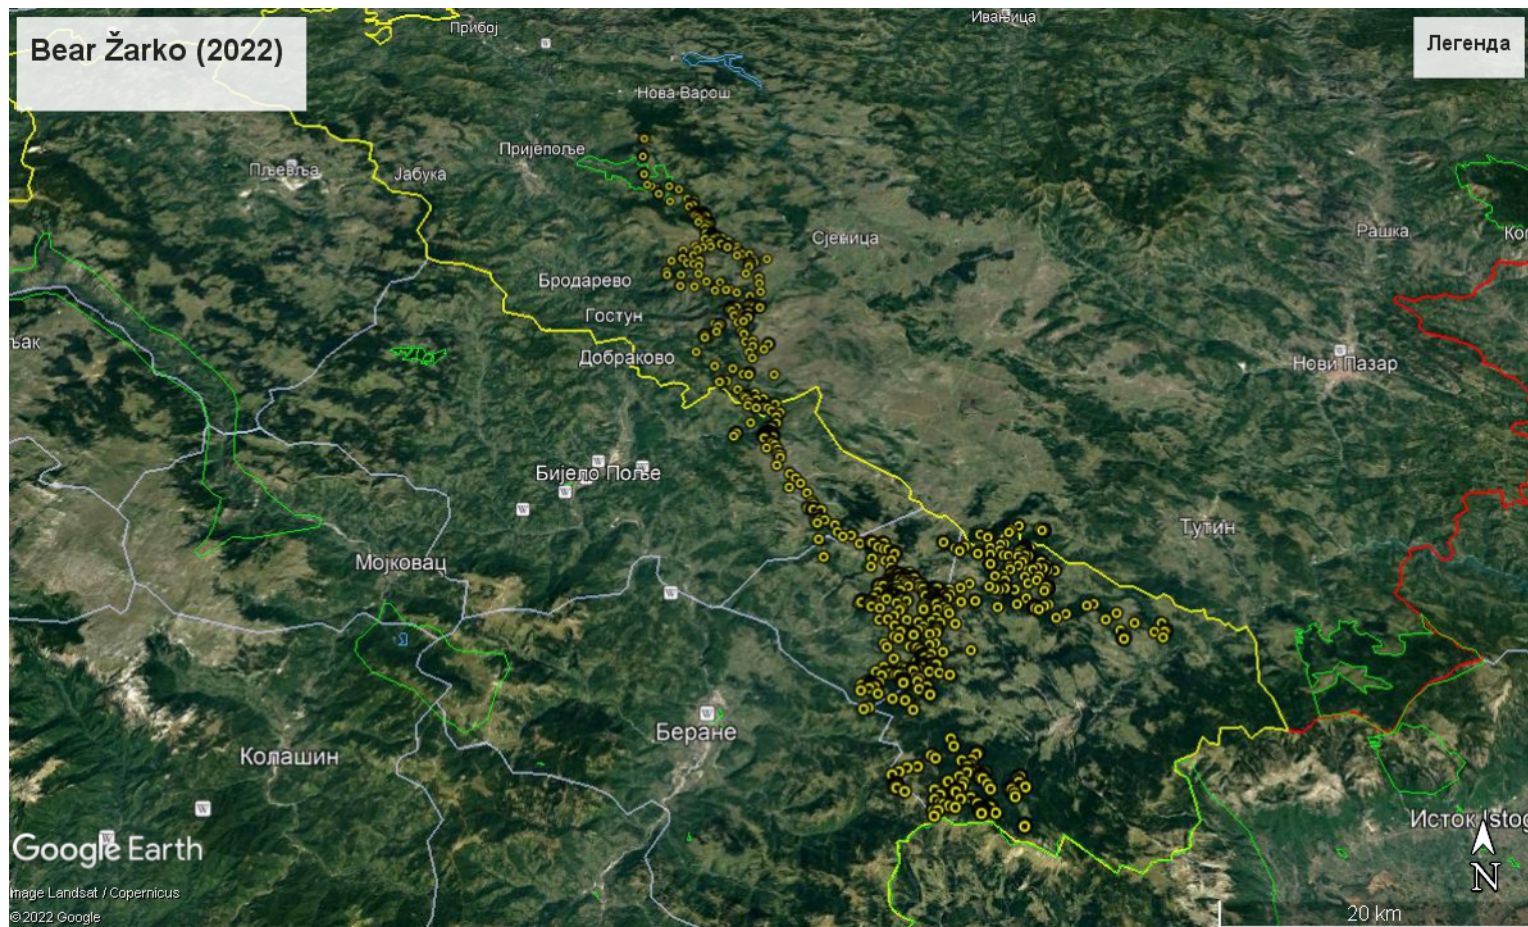 Ивањица
Прибој
Bear Žarko (2022)
Легенда
Нова Варош
Пријепоље
Пљевља
Јабука
Сјеница
Рашка
Бродарево
Гостун
Добраково
Нови Пазар
Бијело Поље
Тутин
Мојковац
Беране
Колашин
Исток Istog
Google Earth
N
Image Landsat / Copernicus
©2022 Google
20 km